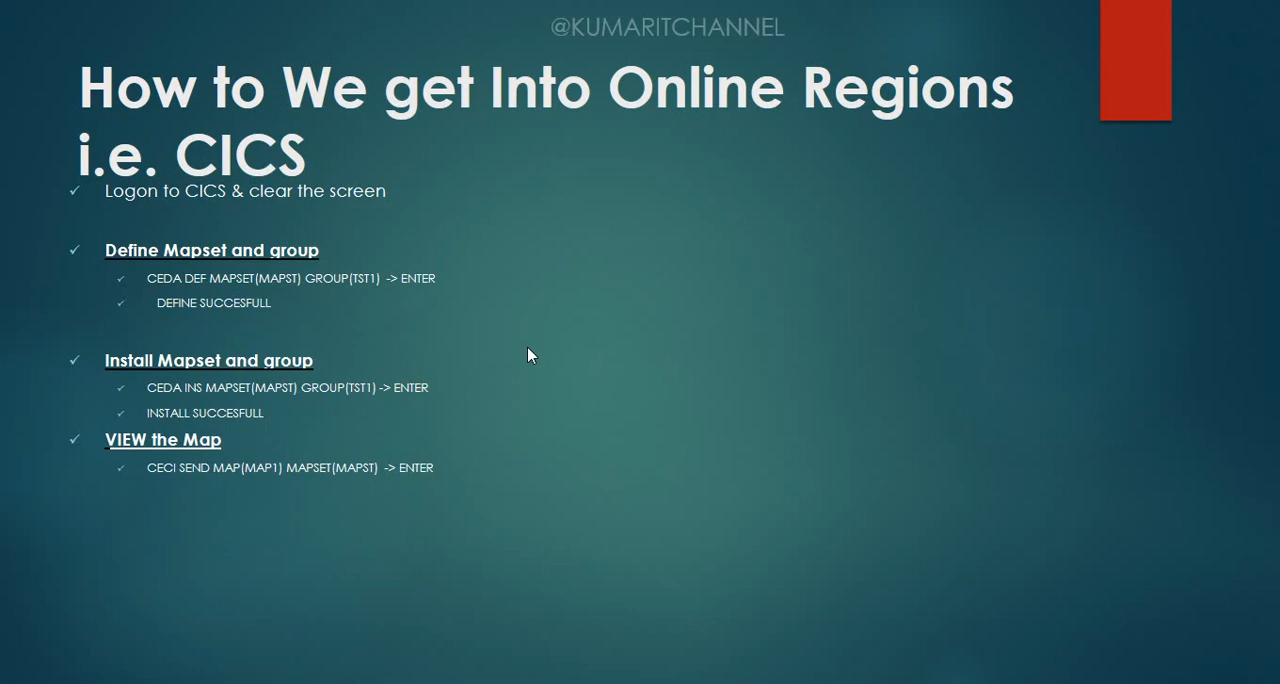 @KUMARITCHANNEL
How to We get Into Online Regions
i.e. CICS
Logon to CICS & clear the screen
Define Mapset and group
CEDA DEF MAPSET(MAPST) GROUP(TST1) -> ENTER
DEFINE SUCCESFULL
Install Mapset and group
CEDA INS MAPSET(MAPST) GROUP(TST1) -> ENTER
INSTALL SUCCESFULL
VIEW the Map
CECI SEND MAP(MAP1) MAPSET(MAPST) -> ENTER